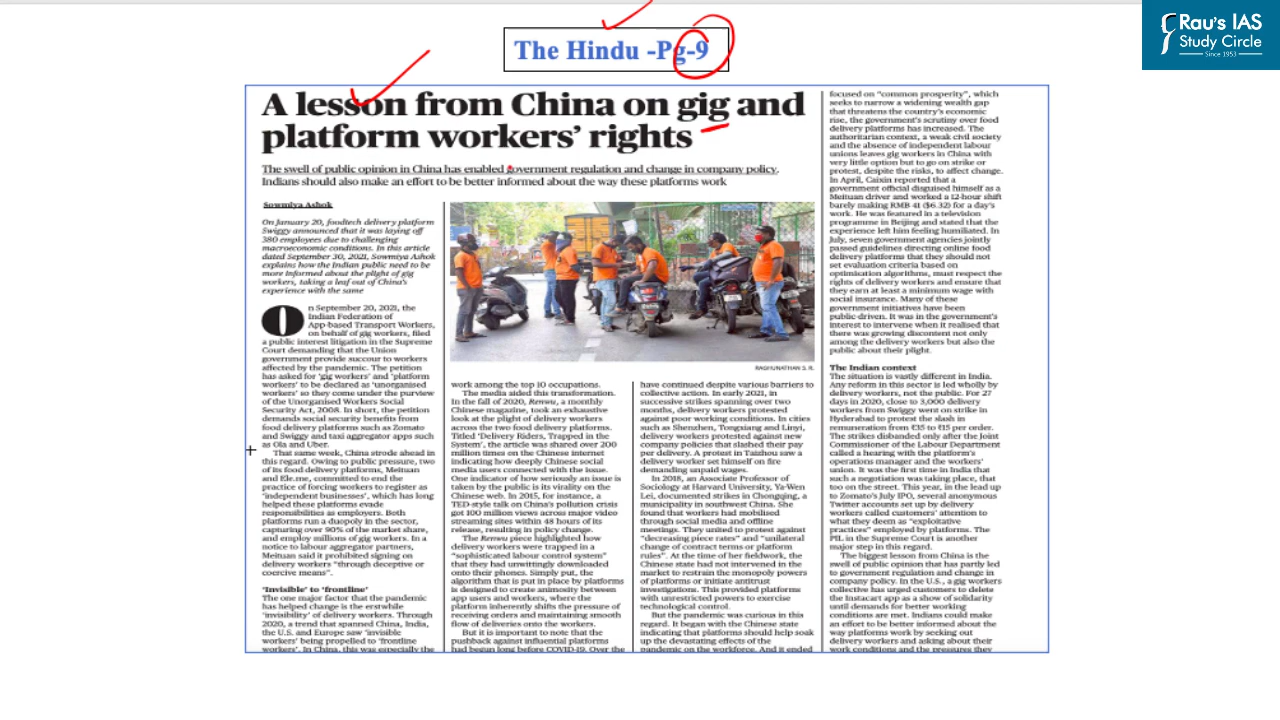 Rau's IAS
Study Circle
Since 1953
The Hindu -Pg-9
A lesson from China on gig and
platform workers' rights
The swell of public opinion in China has enabled government regulation and change in company policy.
Indians should also make an effort to be better informed about the way these platforms work
Sowmiya Ashok
On January 20, foodtech delivery platform
Swiggy announced that it was laying off
380 employees due to challenging
macroeconomic conditions. In this article
dated September 30, 2021, Sowmiya Ashok
explains how the Indian public need to be
more informed about the plight of gig
workers, taking a leaf out of China's
experience with the same
On September 20, 2021, the
Indian Federation of
App-based Transport Workers,
on behalf of gig workers, filed
a public interest litigation in the Supreme
Court demanding that the Union
government provide succour to workers
affected by the pandemic. The petition
has asked for 'gig workers' and 'platform
workers' to be declared as 'unorganised
workers' so they come under the purview
of the Unorganised Workers Social
Security Act, 2008. In short, the petition
demands social security benefits from
food delivery platforms such as Zomato
and Swiggy and taxi aggregator apps such
as Ola and Uber.
That same week, China strode ahead in
this regard. Owing to public pressure, two
of its food delivery platforms, Meituan
and Ele.me, committed to end the
practice of forcing workers to register as
'independent businesses', which has long
helped these platforms evade
responsibilities as employers. Both
platforms run a duopoly in the sector,
capturing over 90% of the market share,
and employ millions of gig workers. In a
notice to labour aggregator partners,
Meituan said it prohibited signing on
delivery workers "through deceptive or
coercive means".
'Invisible' to 'frontline'
The one major factor that the pandemic
has helped change is the erstwhile
'invisibility' of delivery workers. Through
2020, a trend that spanned China, India,
the U.S. and Europe saw 'invisible
workers' being propelled to 'frontline
workers'. In China, this was especially the
RAGHUNATHAN S. R.
work among the top 10 occupations.
The media aided this transformation.
In the fall of 2020, Renwu, a monthly
Chinese magazine, took an exhaustive
look at the plight of delivery workers
across the two food delivery platforms.
Titled 'Delivery Riders, Trapped in the
System', the article was shared over 200
million times on the Chinese internet
indicating how deeply Chinese social
media users connected with the issue.
One indicator of how seriously an issue is
taken by the public is its virality on the
Chinese web. In 2015, for instance, a
TED-style talk on China's pollution crisis
got 100 million views across major video
streaming sites within 48 hours of its
release, resulting in policy change.
The Renwu piece highlighted how
delivery workers were trapped in a
"sophisticated labour control system"
that they had unwittingly downloaded
onto their phones. Simply put, the
algorithm that is put in place by platforms
is designed to create animosity between
app users and workers, where the
platform inherently shifts the pressure of
receiving orders and maintaining smooth
flow of deliveries onto the workers.
But it is important to note that the
pushback against influential platforms
had begun long before COVID-19. Over the
have continued despite various barriers to
collective action. In early 2021, in
successive strikes spanning over two
months, delivery workers protested
against poor working conditions. In cities
such as Shenzhen, Tongxiang and Linyi,
delivery workers protested against new
company policies that slashed their pay
per delivery. A protest in Taizhou saw a
delivery worker set himself on fire
demanding unpaid wages.
In 2018, an Associate Professor of
Sociology at Harvard University, Ya-Wen
Lei, documented strikes in Chongqing, a
municipality in southwest China. She
found that workers had mobilised
through social media and offline
meetings. They united to protest against
"decreasing piece rates" and "unilateral
change of contract terms or platform
rules". At the time of her fieldwork, the
Chinese state had not intervened in the
market to restrain the monopoly powers
of platforms or initiate antitrust
investigations. This provided platforms
with unrestricted powers to exercise
technological control.
But the pandemic was curious in this
regard. It began with the Chinese state
indicating that platforms should help soak
up the devastating effects of the
pandemic on the workforce. And it ended
focused on "common prosperity", which
seeks to narrow a widening wealth gap
that threatens the country's economic
rise, the government's scrutiny over food
delivery platforms has increased. The
authoritarian context, a weak civil society
and the absence of independent labour
unions leaves gig workers in China with
very little option but to go on strike or
protest, despite the risks, to affect change.
In April, Caixin reported that a
government official disguised himself as a
Meituan driver and worked a 12-hour shift
barely making RMB 41 ($6.32) for a day's
work. He was featured in a television
programme in Beijing and stated that the
experience left him feeling humiliated. In
July, seven government agencies jointly
passed guidelines directing online food
delivery platforms that they should not
set evaluation criteria based on
optimisation algorithms, must respect the
rights of delivery workers and ensure that
they earn at least a minimum wage with
social insurance. Many of these
government initiatives have been
public-driven. It was in the government's
interest to intervene when it realised that
there was growing discontent not only
among the delivery workers but also the
public about their plight.
The Indian context
The situation is vastly different in India.
Any reform in this sector is led wholly by
delivery workers, not the public. For 27
days in 2020, close to 3,000 delivery
workers from Swiggy went on strike in
Hyderabad to protest the slash in
remuneration from ₹35 to ₹15 per order.
The strikes disbanded only after the Joint
Commissioner of the Labour Department
called a hearing with the platform's
operations manager and the workers'
union. It was the first time in India that
such a negotiation was taking place, that
too on the street. This year, in the lead up
to Zomato's July IPO, several anonymous
Twitter accounts set up by delivery
workers called customers' attention to
what they deem as "exploitative
practices" employed by platforms. The
PIL in the Supreme Court is another
major step in this regard.
The biggest lesson from China is the
swell of public opinion that has partly led
to government regulation and change in
company policy. In the U.S., a gig workers
collective has urged customers to delete
the Instacart app as a show of solidarity
until demands for better working
conditions are met. Indians could make
an effort to be better informed about the
way platforms work by seeking out
delivery workers and asking about their
work conditions and the pressures they